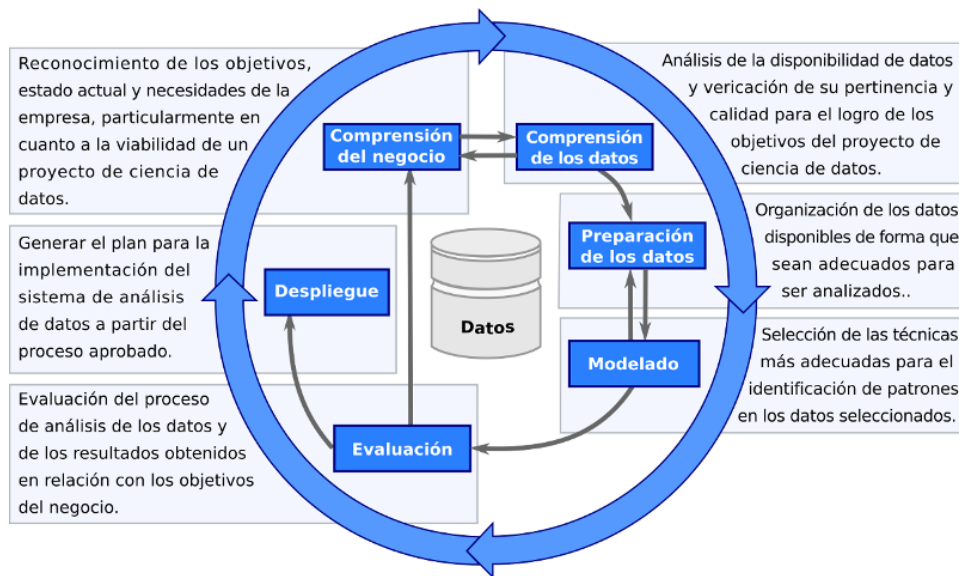 Reconocimiento de los objetivos,
estado actual y necesidades de la
empresa, particularmente en
cuanto a la viabilidad de un
proyecto de ciencia de
datos.
Comprensión
del negocio
Comprensión
de los datos
Análisis de la disponibilidad de datos
y vericación de su pertinencia y
calidad para el logro de los
objetivos del proyecto de
ciencia de datos.
Generar el plan para la
implementación del
sistema de análisis
de datos a partir del
proceso aprobado.
Despliegue
Datos
Preparación
de los datos
Organización de los datos
disponibles de forma que
sean adecuados para
ser analizados..
Modelado
Selección de las técnicas
más adecuadas para el
identificación de patrones
en los datos seleccionados.
Evaluación del proceso
de análisis de los datos y
de los resultados obtenidos
en relación con los objetivos
del negocio.
Evaluación